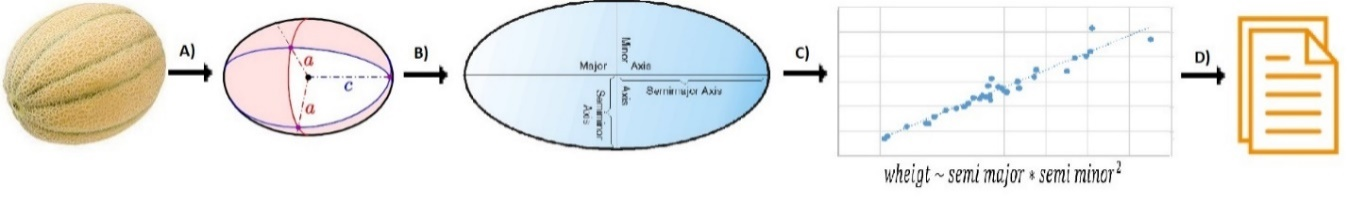 A)
a
a
c
B)
Major
Minor
Axis
Axis
Semimajor Axis
Semiminor
Axis
C)
wheigt ~ semi major * semi minor²
D)